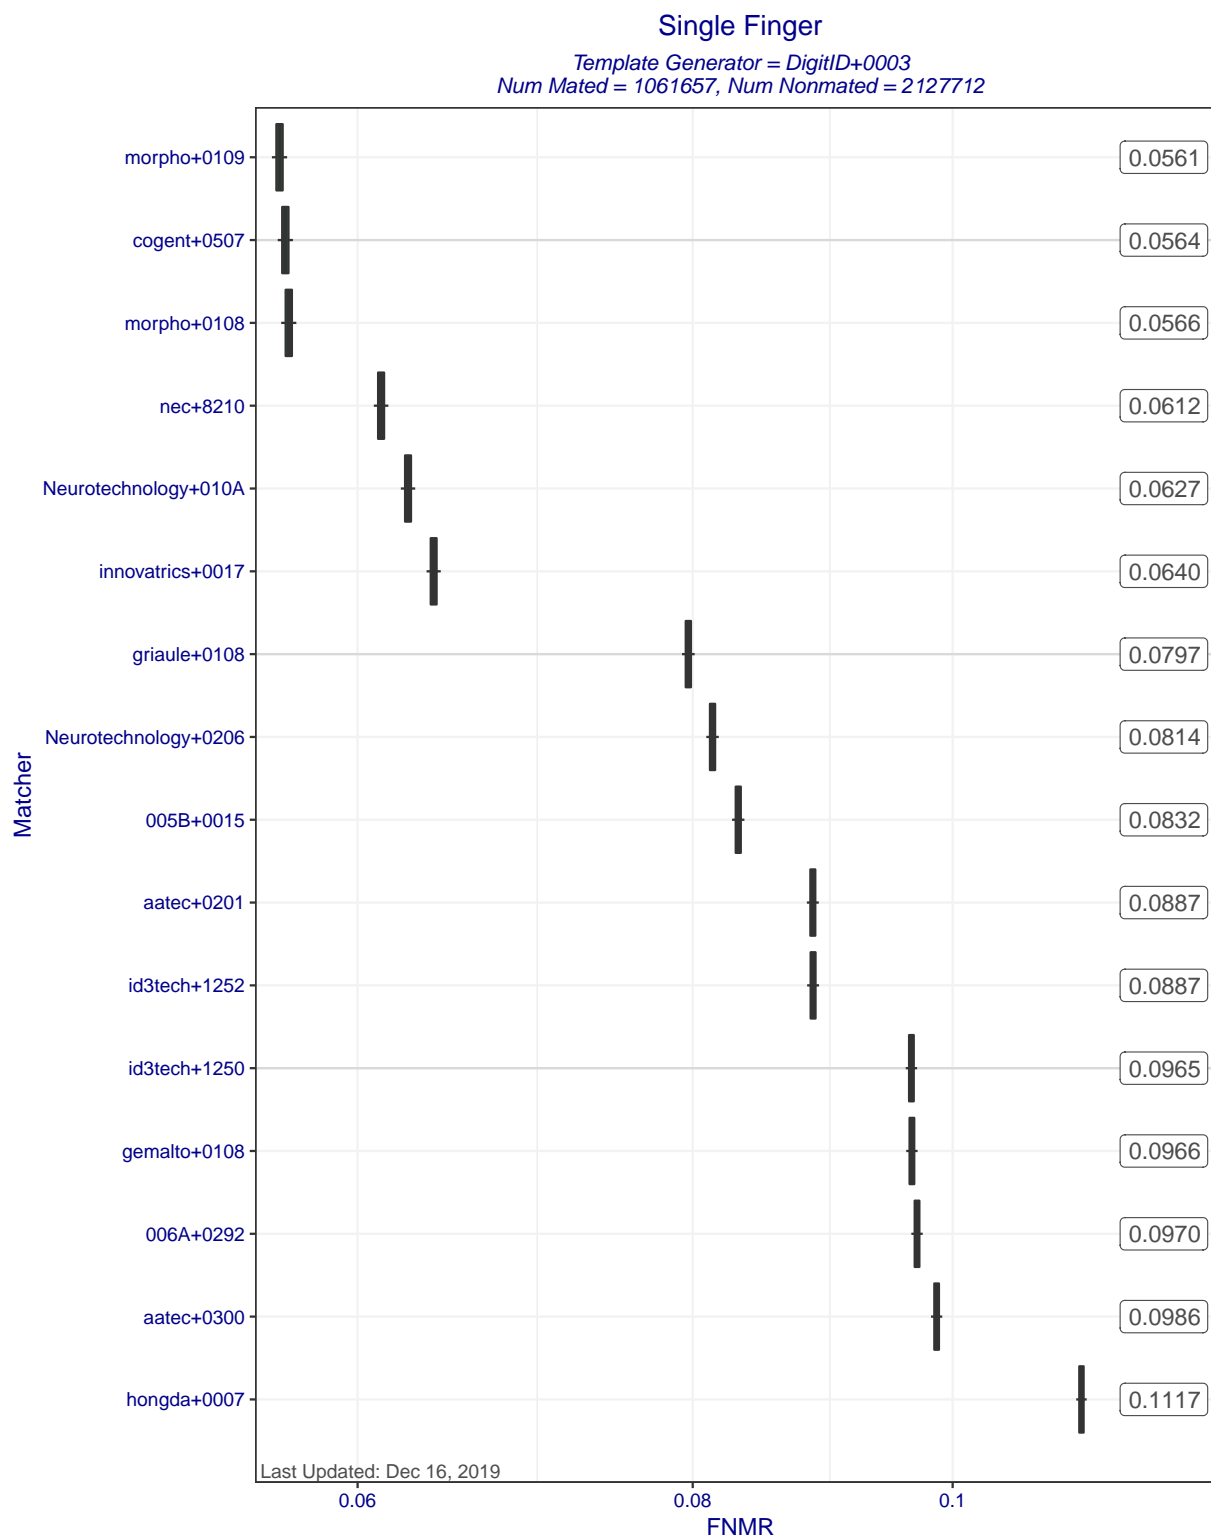 Single Finger
Template Generator = DigitID+0003
Num Mated = 1061657, Num Nonmated = 2127712
morpho+0109 0.0561
cogent+0507 0.0564
morpho+0108 0.0566
nec+8210 0.0612
Neurotechnology+010A 0.0627
innovatrics+0017 0.0640
griaule+0108 0.0797
Neurotechnology+0206 0.0814
005B+0015 0.0832
aatec+0201 0.0887
id3tech+1252 0.0887
id3tech+1250 0.0965
gemalto+0108 0.0966
006A+0292 0.0970
aatec+0300 0.0986
hongda+0007 0.1117
Matcher
Last Updated: Dec 16, 2019
0.06 0.08 0.1
FNMR